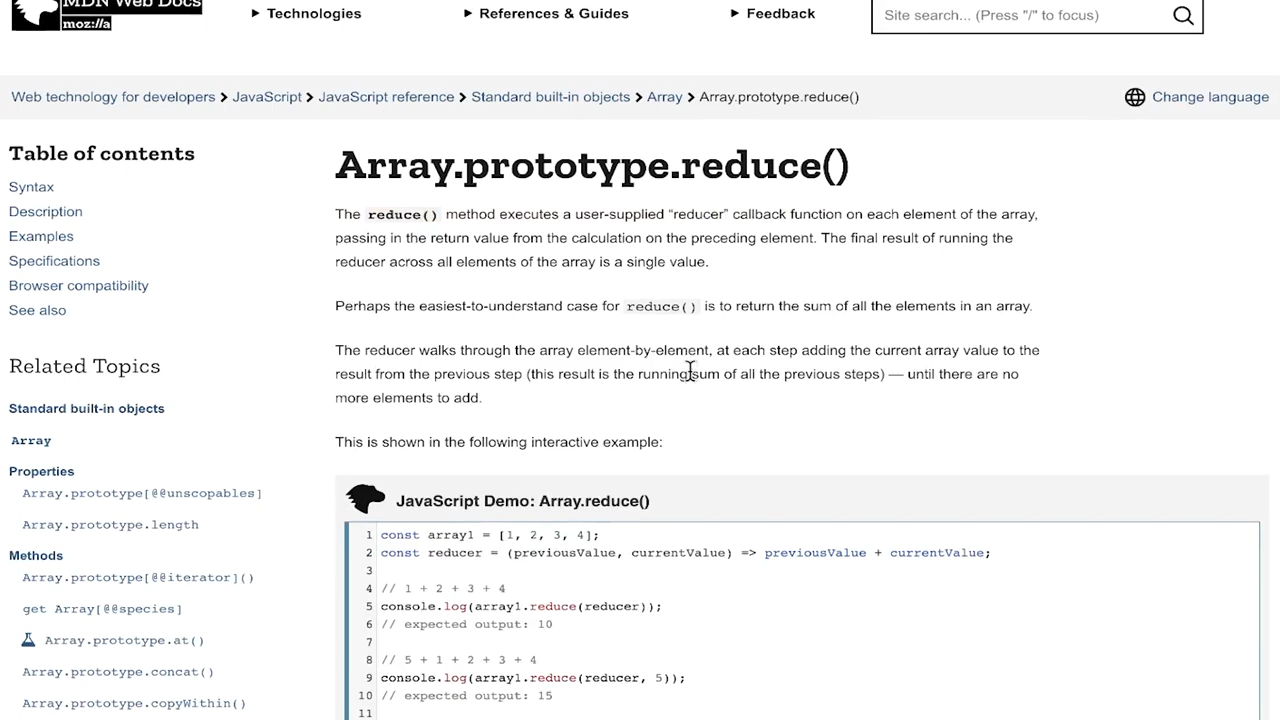 MDN Web Docs
moz://a
▶ Technologies
▶ References & Guides
▶ Feedback
Site search... (Press "/" to focus)
Web technology for developers > JavaScript > JavaScript reference > Standard built-in objects > Array > Array.prototype.reduce()
Change language
Table of contents
Syntax
Description
Examples
Specifications
Browser compatibility
See also
Related Topics
Standard built-in objects
Array
Properties
Array.prototype[@@unscopables]
Array.prototype.length
Methods
Array.prototype[@@iterator]()
get Array[@@species]
Array.prototype.at()
Array.prototype.concat()
Array.prototype.copyWithin()
Array.prototype.reduce()
The reduce() method executes a user-supplied “reducer” callback function on each element of the array,
passing in the return value from the calculation on the preceding element. The final result of running the
reducer across all elements of the array is a single value.
Perhaps the easiest-to-understand case for reduce() is to return the sum of all the elements in an array.
The reducer walks through the array element-by-element, at each step adding the current array value to the
result from the previous step (this result is the running sum of all the previous steps) — until there are no
more elements to add.
This is shown in the following interactive example:
JavaScript Demo: Array.reduce()
1 const array1 = [1, 2, 3, 4];
2 const reducer = (previousValue, currentValue) => previousValue + currentValue;
3
4 // 1 + 2 + 3 + 4
5 console.log(array1.reduce(reducer));
6 // expected output: 10
7
8 // 5 + 1 + 2 + 3 + 4
9 console.log(array1.reduce(reducer, 5));
10 // expected output: 15
11